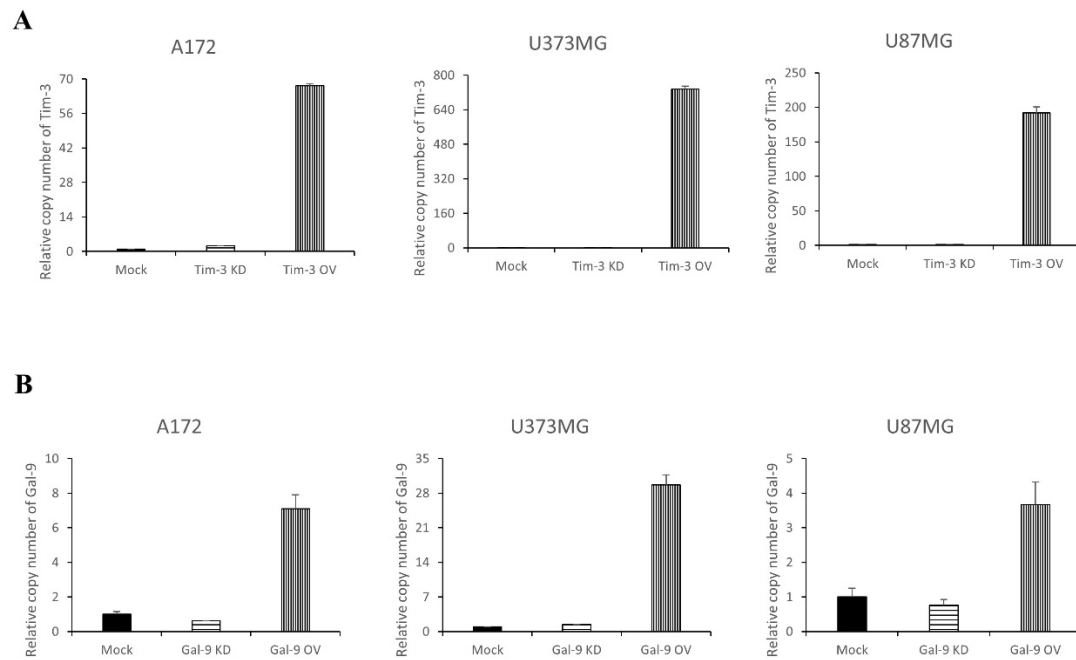 A
A172
U373MG
U87MG
Relative copy number of Tim-3
70
56
42
28
14
0
Mock
Tim-3 KD
Tim-3 OV
Relative copy number of Tim-3
800
640
480
320
160
0
Mock
Tim-3 KD
Tim-3 OV
Relative copy number of Tim-3
250
200
150
100
50
0
Mock
Tim-3 KD
Tim-3 OV
B
A172
U373MG
U87MG
Relative copy number of Gal-9
10
8
6
4
2
0
Mock
Gal-9 KD
Gal-9 OV
Relative copy number of Gal-9
35
28
21
14
7
0
Mock
Gal-9 KD
Gal-9 OV
Relative copy number of Gal-9
5
4
3
2
1
0
Mock
Gal-9 KD
Gal-9 OV